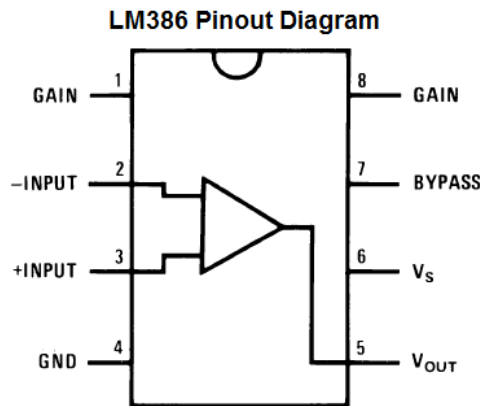 LM386 Pinout Diagram
GAIN 1 8 GAIN
−INPUT 2 7 BYPASS
+INPUT 3 6 VS
GND 4 5 VOUT